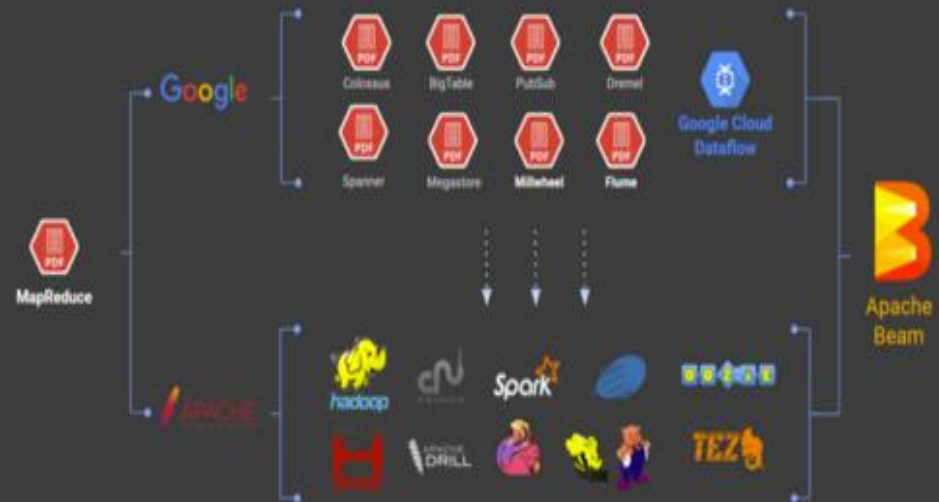 PDF
MapReduce
Google
PDF PDF PDF PDF
Colossus BigTable PubSub Dremel
PDF PDF PDF PDF
Spanner Megastore Millwheel Flume
Google Cloud
Dataflow
Apache
Beam
APACHE
hadoop
Spark
APACHE
DRILL
TEZ